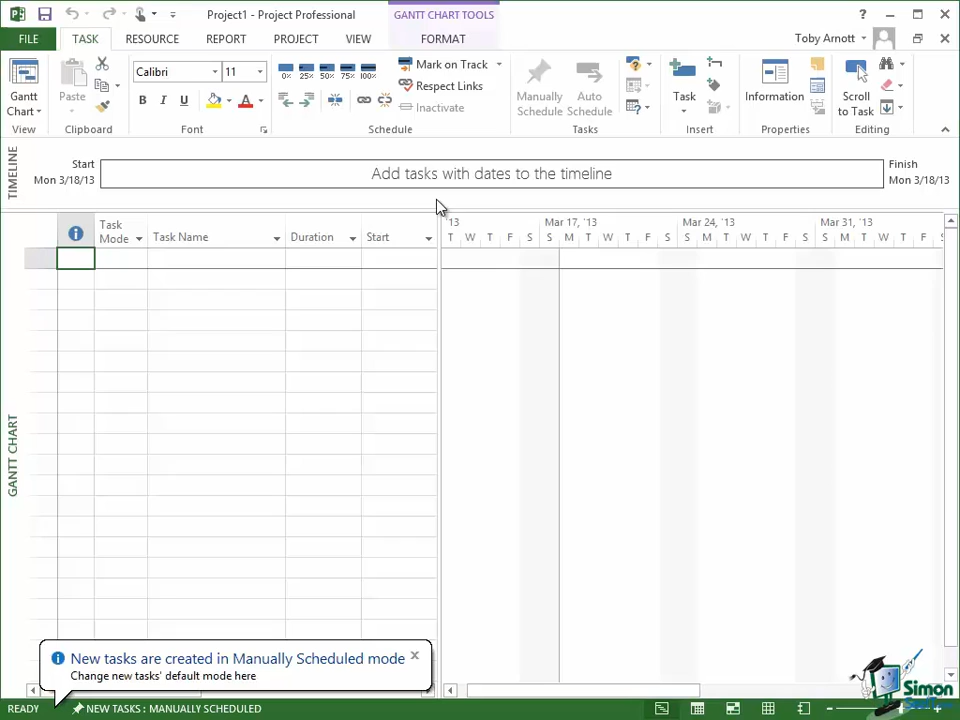 Project1 - Project Professional
GANTT CHART TOOLS
?
FILE
TASK
RESOURCE
REPORT
PROJECT
VIEW
FORMAT
Toby Arnott
Gantt Chart
Paste
Calibri
11
B I U
A
0% 25% 50% 75% 100%
Mark on Track
Respect Links
Inactivate
Manually Schedule
Auto Schedule
Task
Information
Scroll to Task
View
Clipboard
Font
Schedule
Tasks
Insert
Properties
Editing
TIMELINE
Start
Mon 3/18/13
Add tasks with dates to the timeline
Finish
Mon 3/18/13
Task Mode
Task Name
Duration
Start
'13
Mar 17, '13
Mar 24, '13
Mar 31, '13
T W T F S S M T W T F S S M T W T F S S M T W T F S
GANTT CHART
New tasks are created in Manually Scheduled mode
Change new tasks' default mode here
READY
NEW TASKS : MANUALLY SCHEDULED
Simon